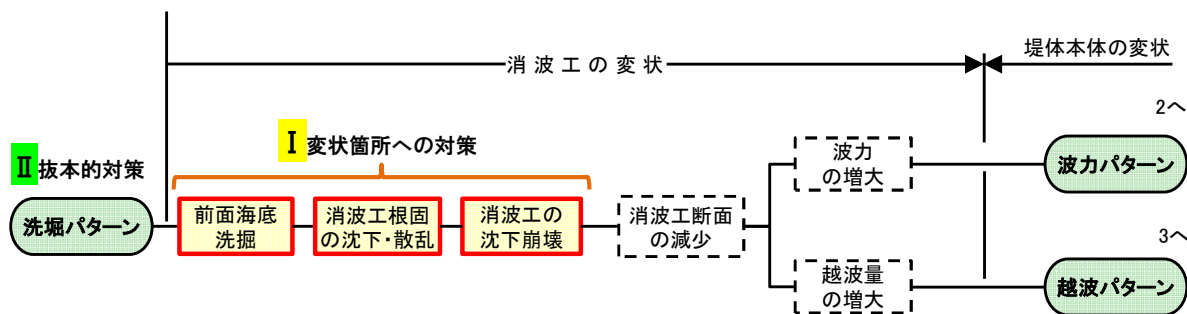 消波工の変状
堤体本体の変状
2へ
Ⅰ 変状箇所への対策
Ⅱ 抜本的対策
波力
の増大
波力パターン
洗堀パターン
前面海底
洗掘
消波工根固
の沈下・散乱
消波工の
沈下崩壊
消波工断面
の減少
3へ
越波量
の増大
越波パターン